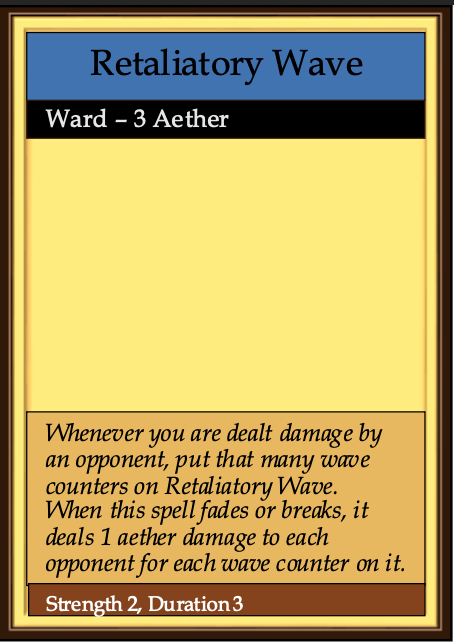 Retaliatory Wave
Ward – 3 Aether
Whenever you are dealt damage by
an opponent, put that many wave
counters on Retaliatory Wave.
When this spell fades or breaks, it
deals 1 aether damage to each
opponent for each wave counter on it.
Strength 2, Duration 3